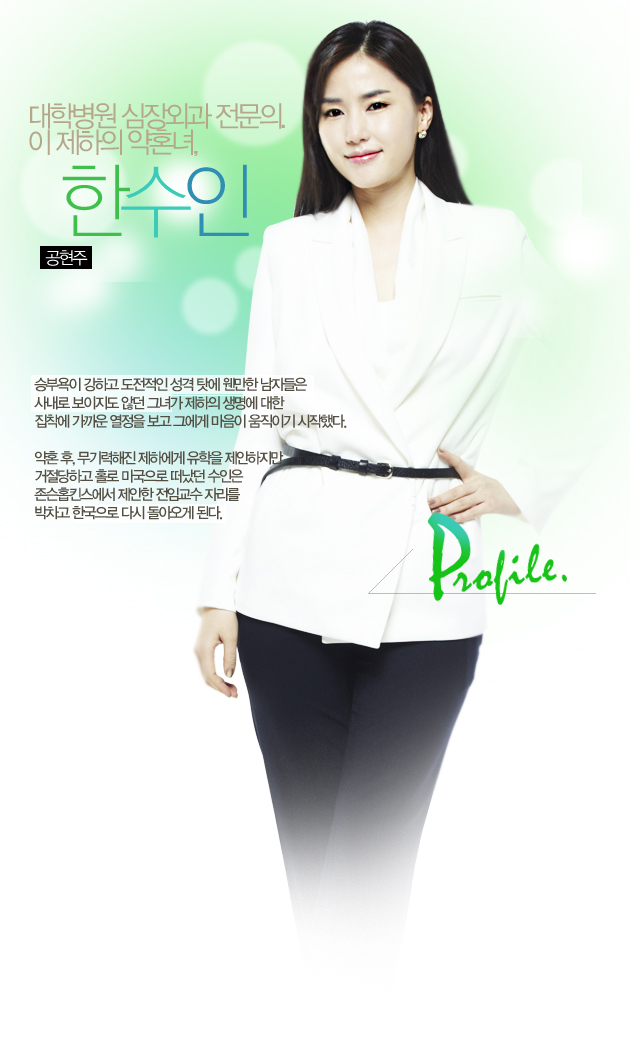 대학병원 심장외과 전문의.
이 제하의 약혼녀,
한수인
공현주
승부욕이 강하고 도전적인 성격 탓에 웬만한 남자들은
사내로 보이지도 않던 그녀가 제하의 생명에 대한
집착에 가까운 열정을 보고 그에게 마음이 움직이기 시작했다.
약혼 후, 무기력해진 제하에게 유학을 제안하지만
거절당하고 홀로 미국으로 떠났던 수인은
존슨홉킨스에서 제안한 전임교수 자리를
박차고 한국으로 다시 돌아오게 된다.
Profile.